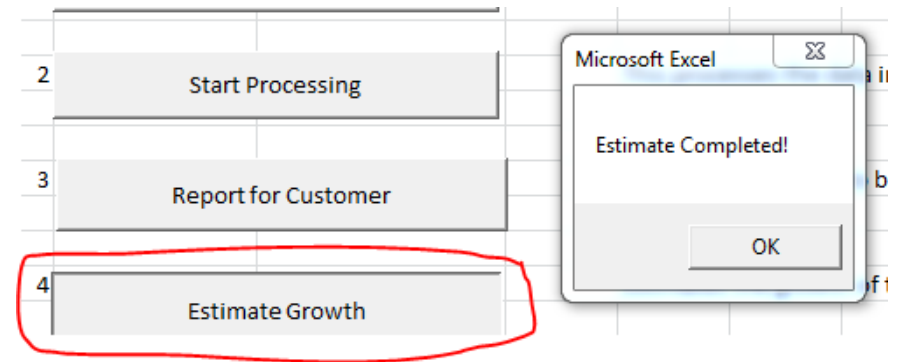 2 Start Processing
Microsoft Excel
Estimate Completed!
OK
3 Report for Customer
4 Estimate Growth